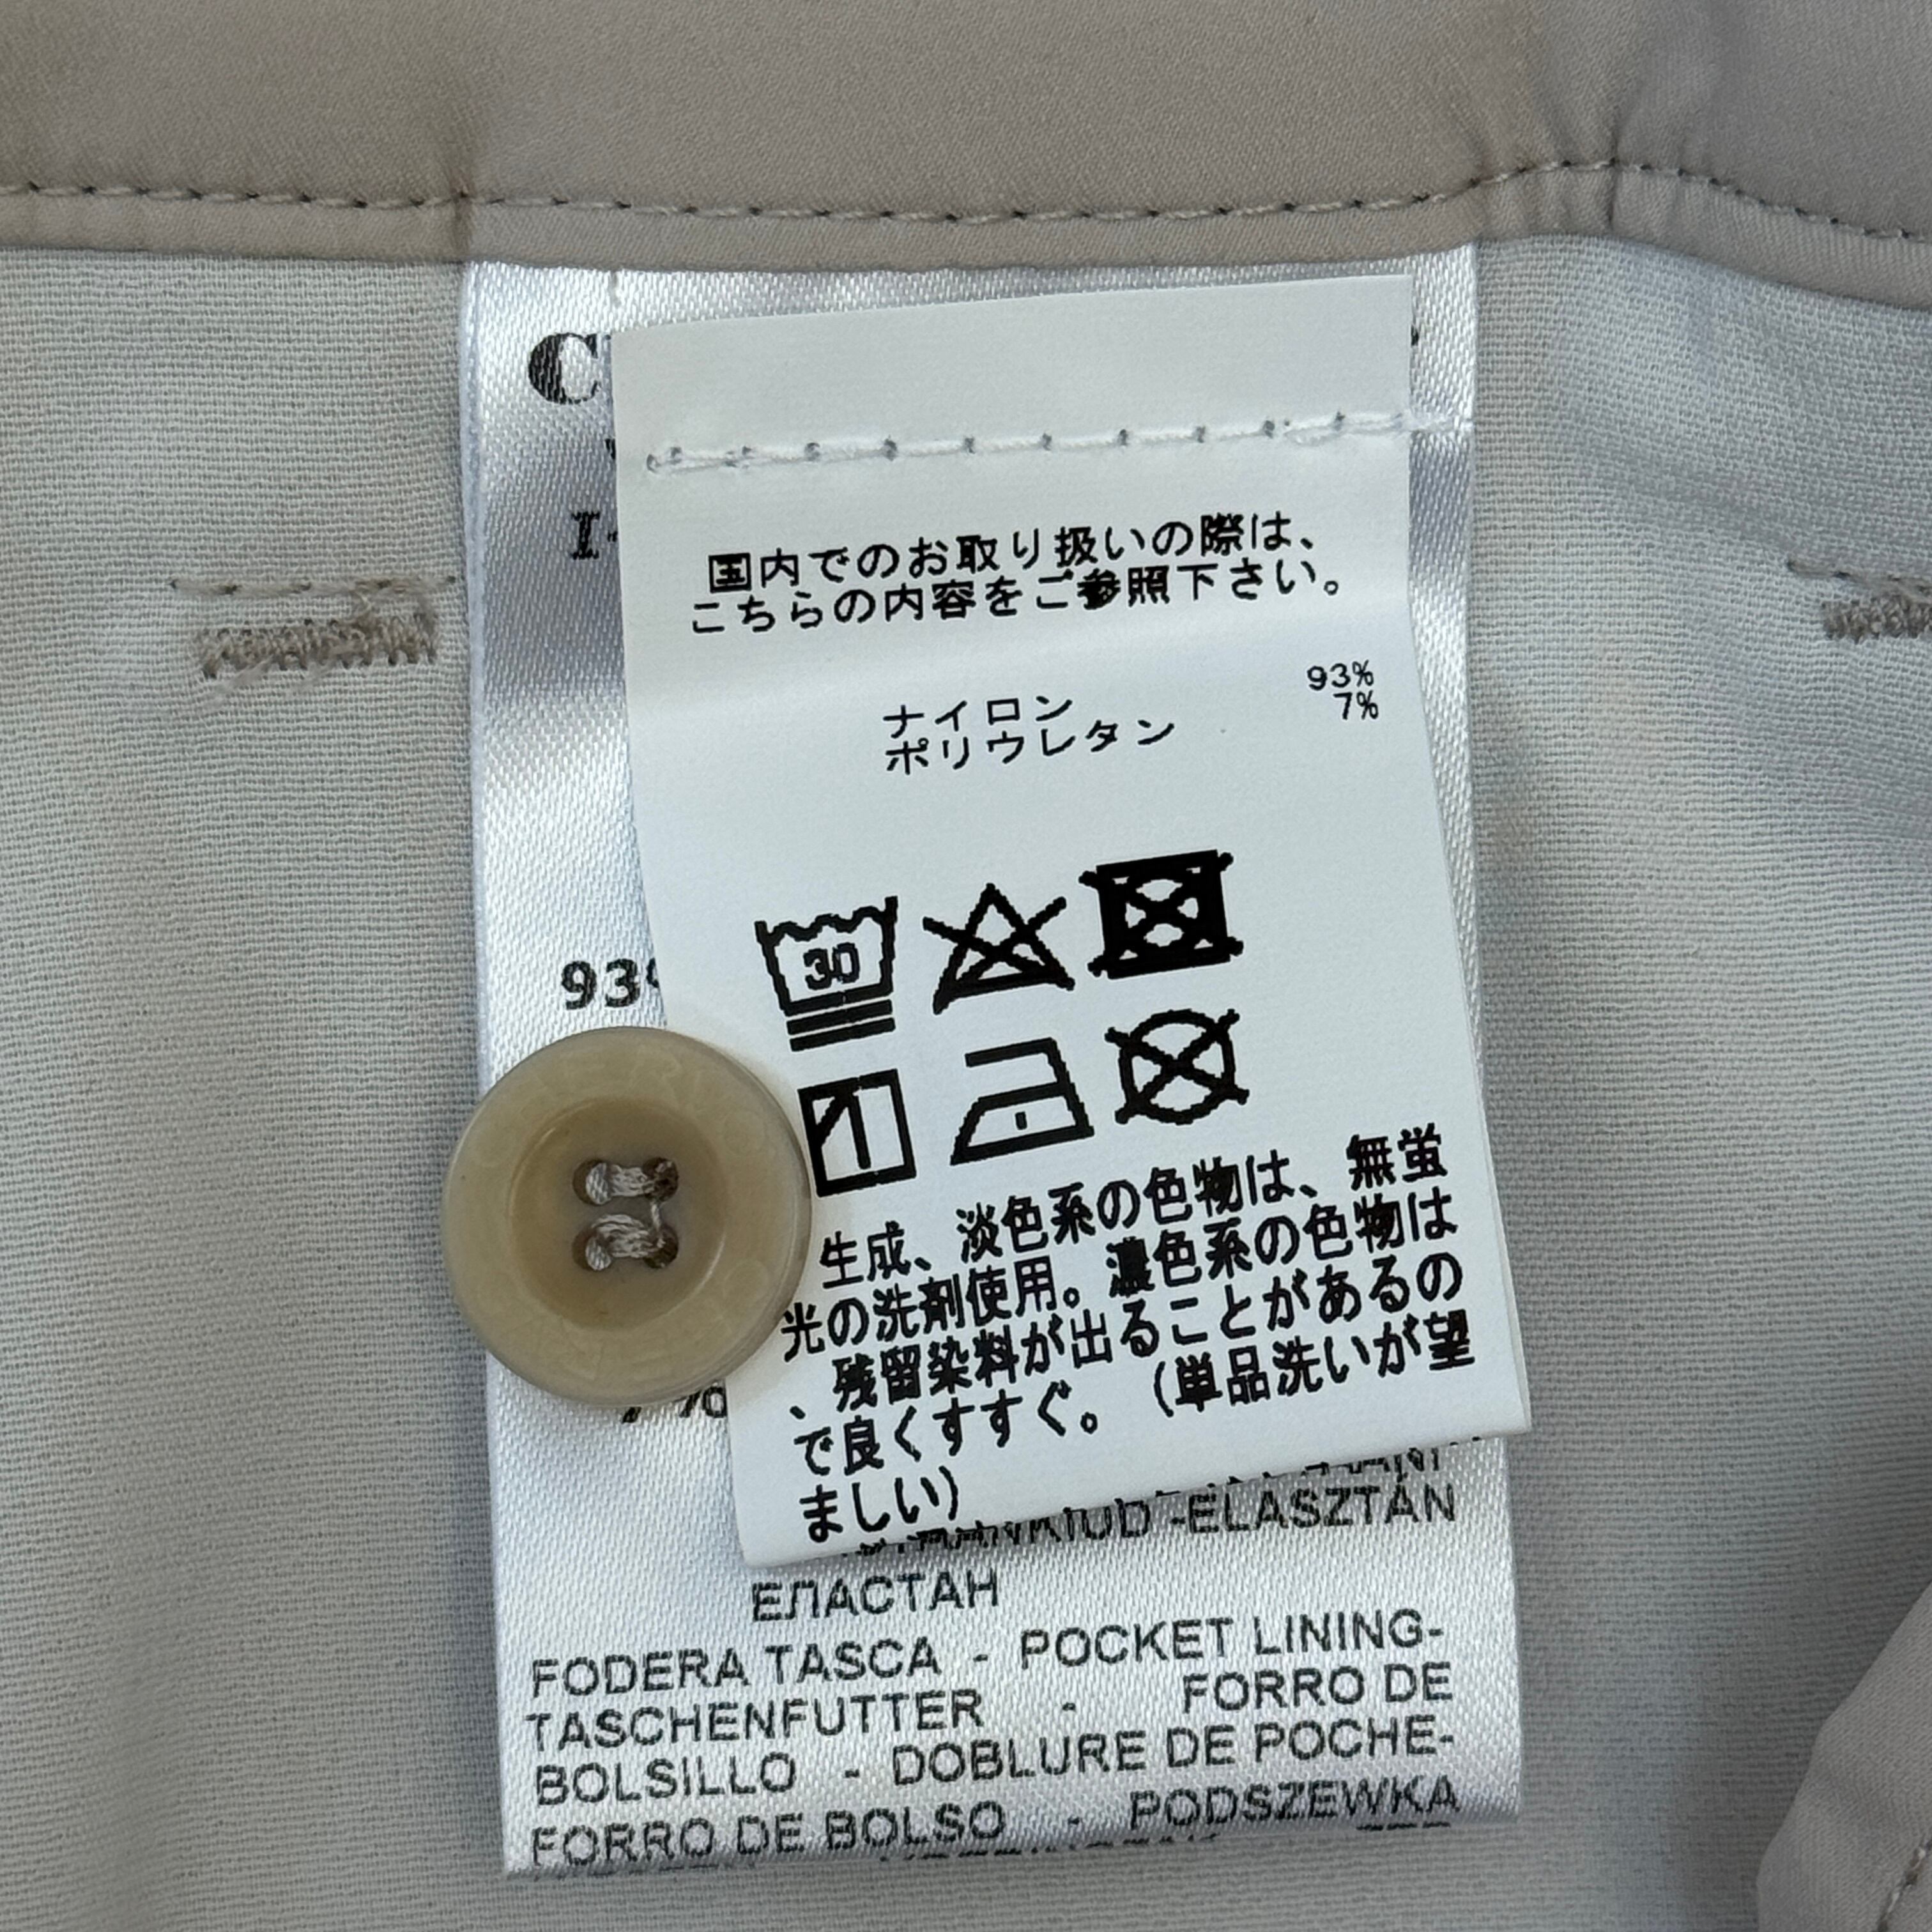 国内でのお取り扱いの際は、
こちらの内容をご参照下さい。
ナイロン 93%
ポリウレタン 7%
30
生成、淡色系の色物は、無蛍
光の洗剤使用。濃色系の色物は
、残留染料が出ることがあるの
で良くすすぐ。(単品洗いが望
ましい)
93%
7%
-ELASZTÁN
ЕЛАСТАН
FODERA TASCA - POCKET LINING-
TASCHENFUTTER - FORRO DE
BOLSILLO - DOBLURE DE POCHE-
FORRO DE BOLSO - PODSZEWKA